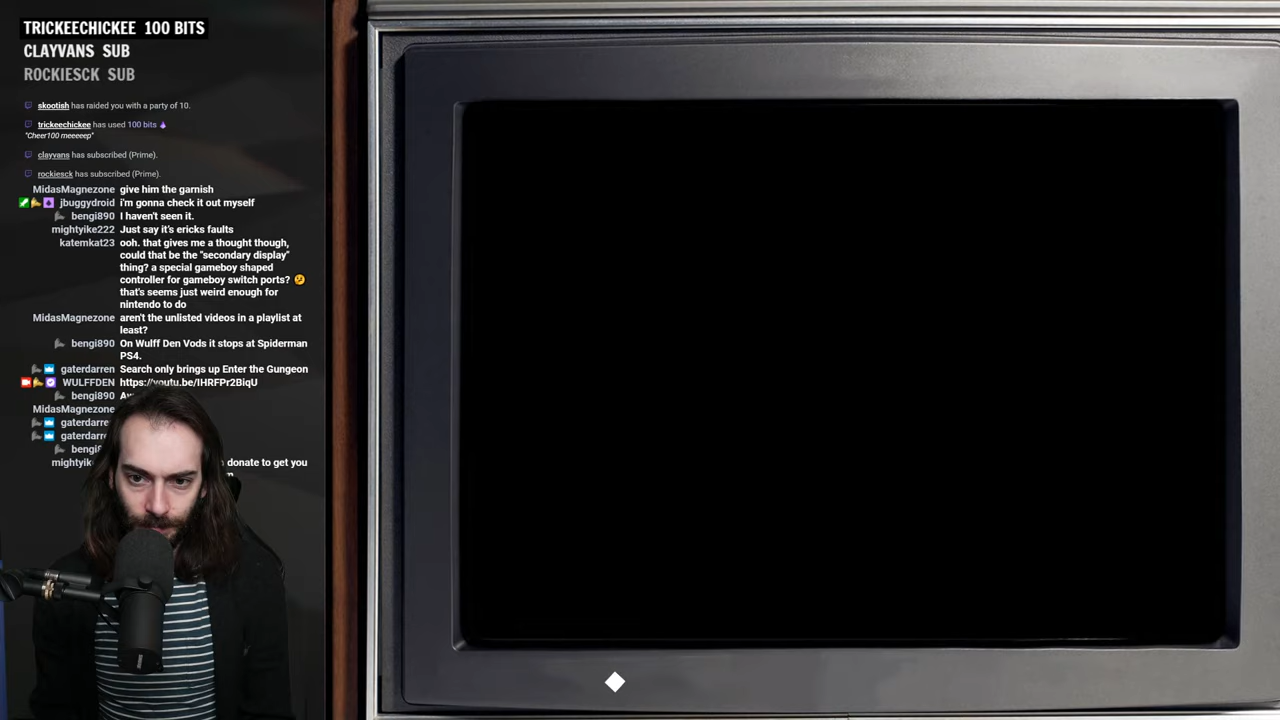 TRICKEECHICKEE 100 BITS
CLAYVANS SUB
ROCKIESCK SUB
skootish has raided you with a party of 10.
trickeechickee has used 100 bits
"Cheer100 meeeeep"
clayvans has subscribed (Prime).
rockiesck has subscribed (Prime).
MidasMagnezone give him the garnish
jbuggydroid i'm gonna check it out myself
bengi890 I haven't seen it.
mightyike222 Just say it's ericks faults
katemkat23 ooh. that gives me a thought though,
could that be the "secondary display"
thing? a special gameboy shaped
controller for gameboy switch ports? 🤔
that's seems just weird enough for
nintendo to do
MidasMagnezone aren't the unlisted videos in a playlist at
least?
bengi890 On Wulff Den Vods it stops at Spiderman
PS4.
gaterdarren Search only brings up Enter the Gungeon
WULFFDEN https://youtu.be/IHRFPr2BiqU
bengi890
MidasMagnezone
gaterdarre
gaterdarre
mightyik donate to get you